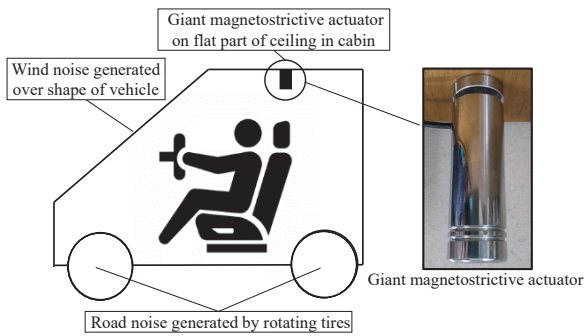 Giant magnetostrictive actuator
on flat part of ceiling in cabin
Wind noise generated
over shape of vehicle
Giant magnetostrictive actuator
Road noise generated by rotating tires